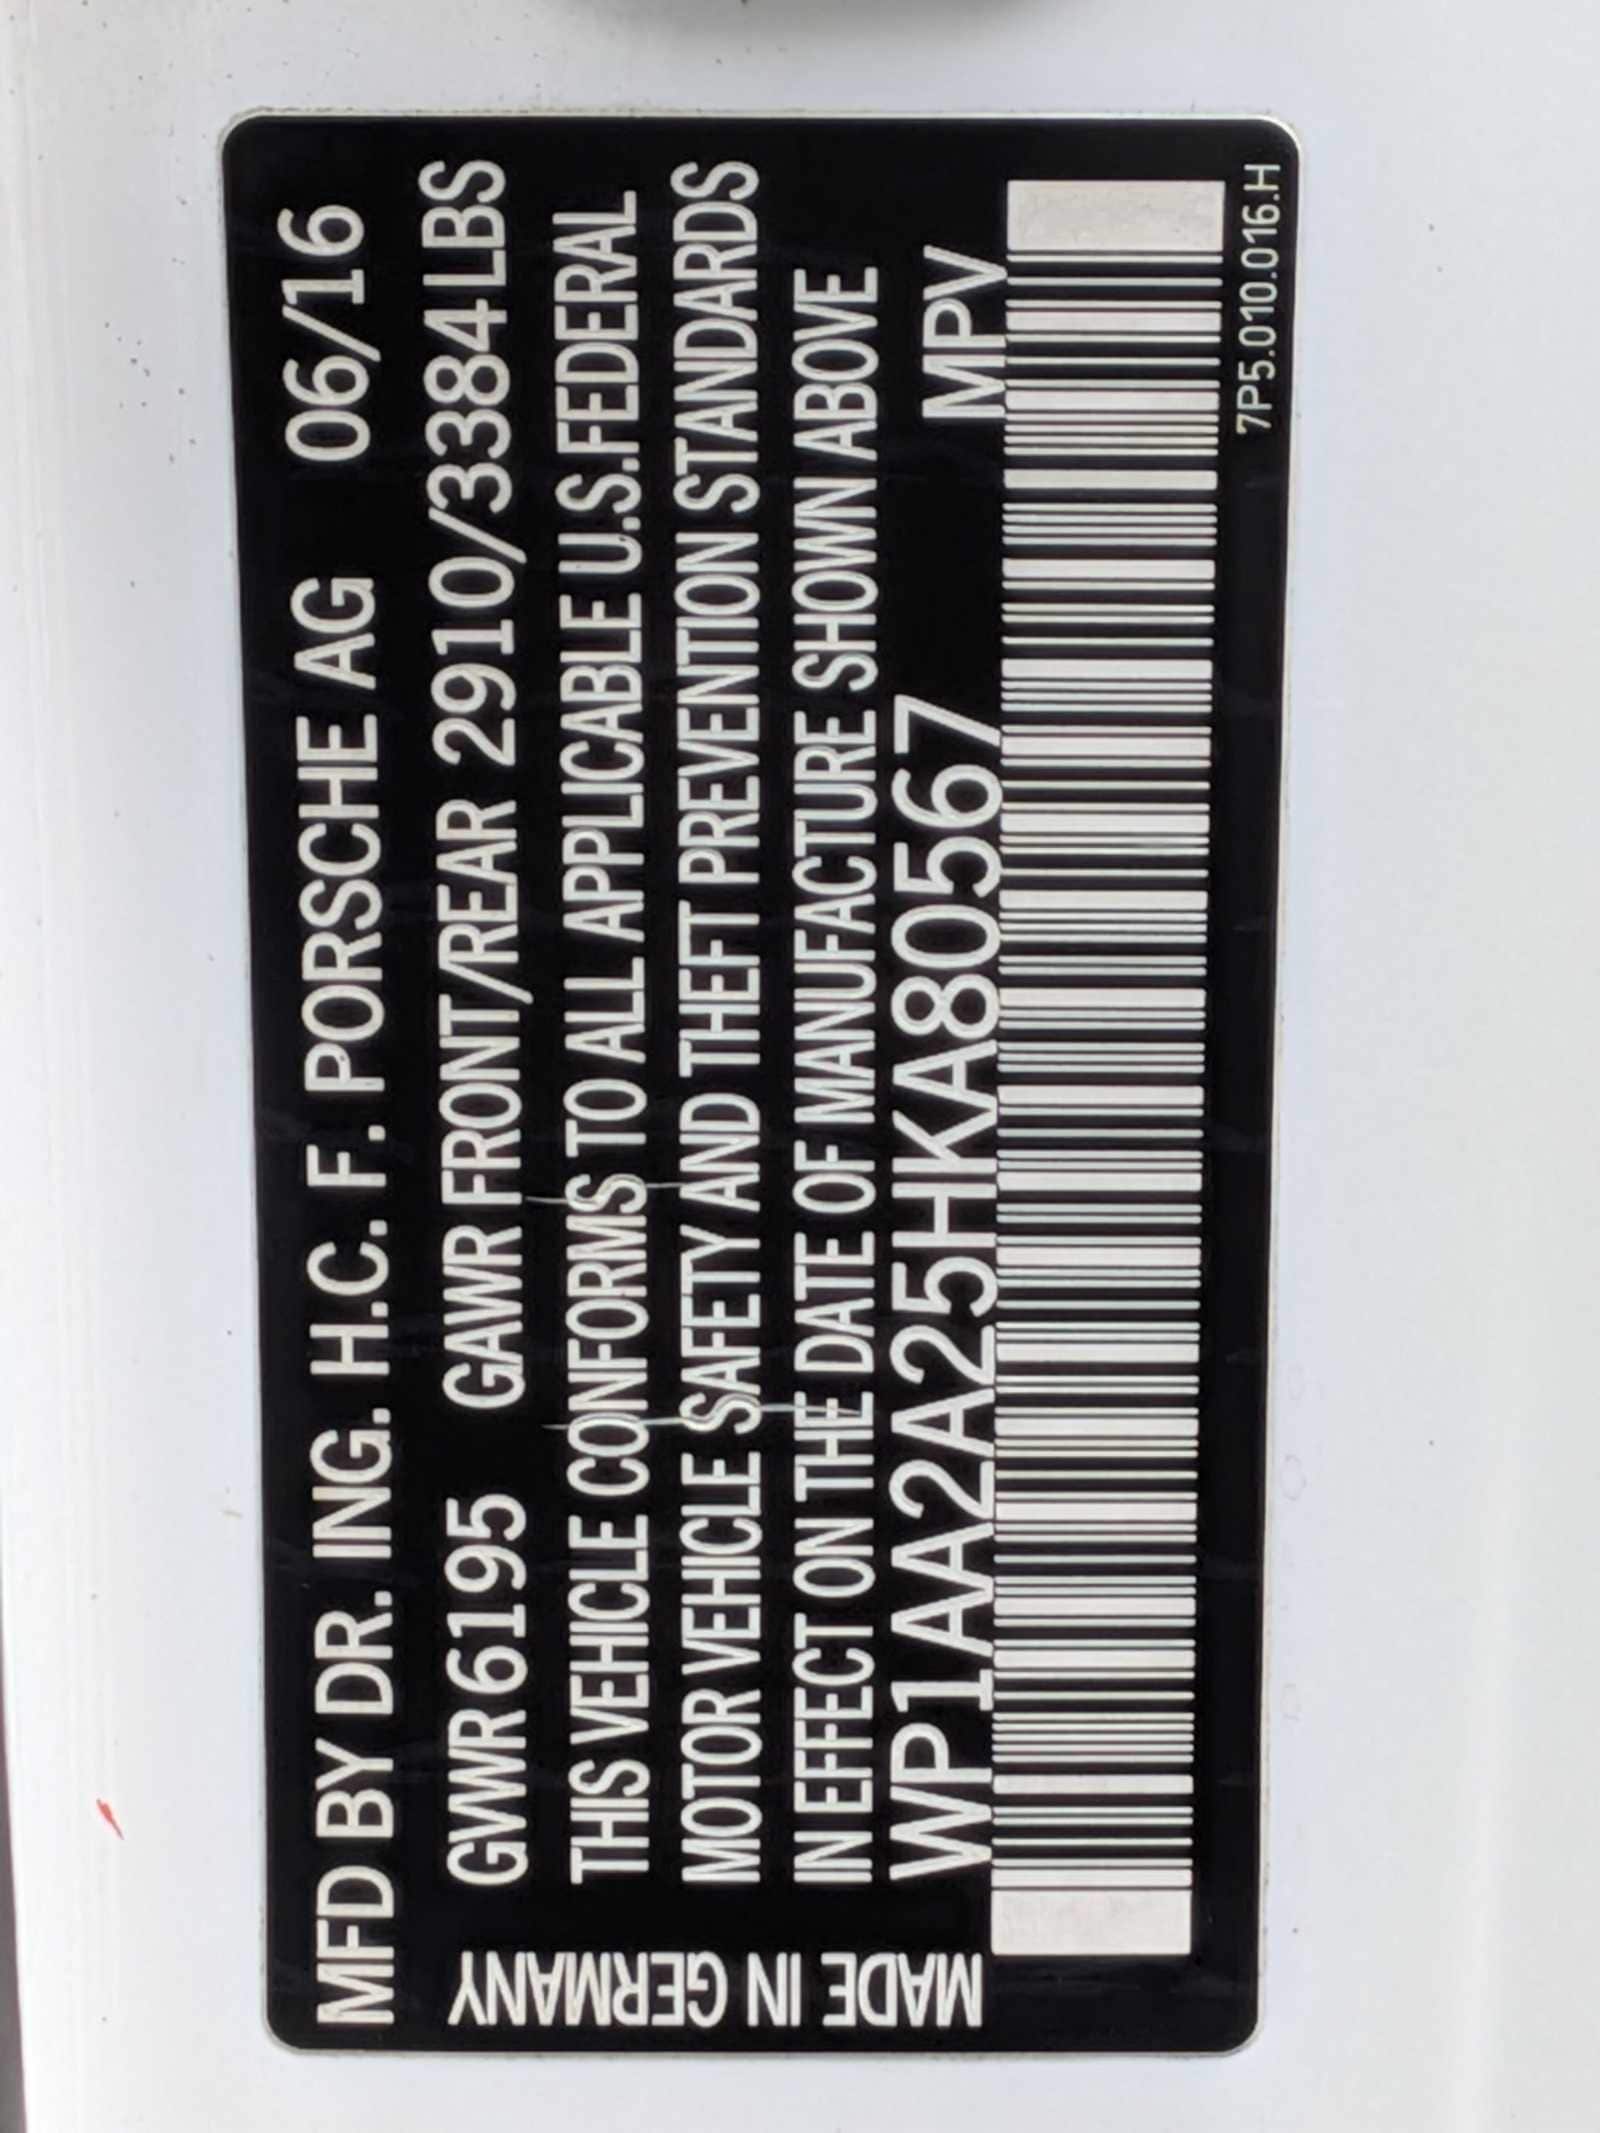 MFD BY DR. ING. H.C. F. PORSCHE AG 06/16
GVWR 6195 GAWR FRONT/REAR 2910/3384LBS
THIS VEHICLE CONFORMS TO ALL APPLICABLE U.S.FEDERAL
MOTOR VEHICLE SAFETY AND THEFT PREVENTION STANDARDS
IN EFFECT ON THE DATE OF MANUFACTURE SHOWN ABOVE
WP1AA2A25HKA80567 MPV
MADE IN GERMANY
7P5.010.016.H